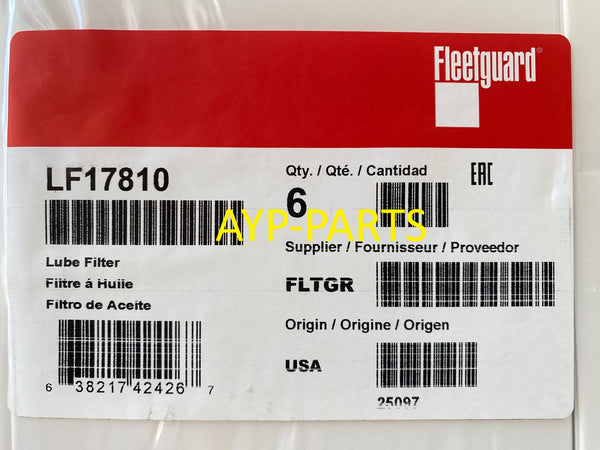 Fleetguard®
LF17810
Qty. / Qté. / Cantidad
EAC
6
AYP-PARTS
Lube Filter
Filtre á Huile
Filtro de Aceite
Supplier / Fournisseur / Proveedor
FLTGR
Origin / Origine / Origen
USA
6 38217 42426 7
25097